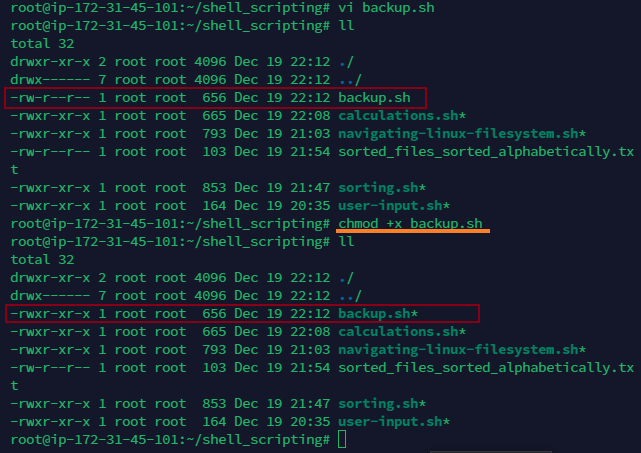 root@ip-172-31-45-101:~/shell_scripting# vi backup.sh
root@ip-172-31-45-101:~/shell_scripting# ll
total 32
drwxr-xr-x 2 root root 4096 Dec 19 22:12 ./
drwx------ 7 root root 4096 Dec 19 22:12 ../
-rw-r--r-- 1 root root  656 Dec 19 22:12 backup.sh
-rwxr-xr-x 1 root root  665 Dec 19 22:08 calculations.sh*
-rwxr-xr-x 1 root root  793 Dec 19 21:03 navigating-linux-filesystem.sh*
-rw-r--r-- 1 root root  103 Dec 19 21:54 sorted_files_sorted_alphabetically.tx
t
-rwxr-xr-x 1 root root  853 Dec 19 21:47 sorting.sh*
-rwxr-xr-x 1 root root  164 Dec 19 20:35 user-input.sh*
root@ip-172-31-45-101:~/shell_scripting# chmod +x backup.sh
root@ip-172-31-45-101:~/shell_scripting# ll
total 32
drwxr-xr-x 2 root root 4096 Dec 19 22:12 ./
drwx------ 7 root root 4096 Dec 19 22:12 ../
-rwxr-xr-x 1 root root  656 Dec 19 22:12 backup.sh*
-rwxr-xr-x 1 root root  665 Dec 19 22:08 calculations.sh*
-rwxr-xr-x 1 root root  793 Dec 19 21:03 navigating-linux-filesystem.sh*
-rw-r--r-- 1 root root  103 Dec 19 21:54 sorted_files_sorted_alphabetically.tx
t
-rwxr-xr-x 1 root root  853 Dec 19 21:47 sorting.sh*
-rwxr-xr-x 1 root root  164 Dec 19 20:35 user-input.sh*
root@ip-172-31-45-101:~/shell_scripting#